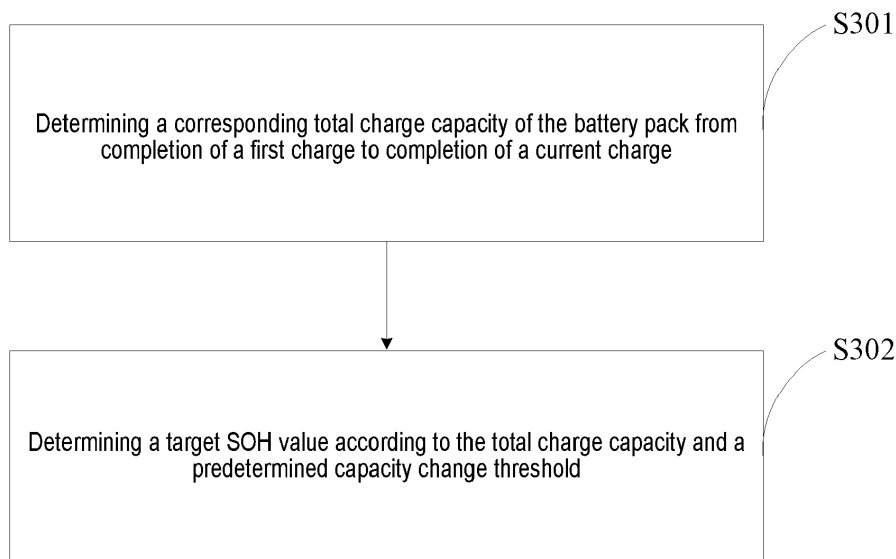 S301
Determining a corresponding total charge capacity of the battery pack from
completion of a first charge to completion of a current charge
S302
Determining a target SOH value according to the total charge capacity and a
predetermined capacity change threshold